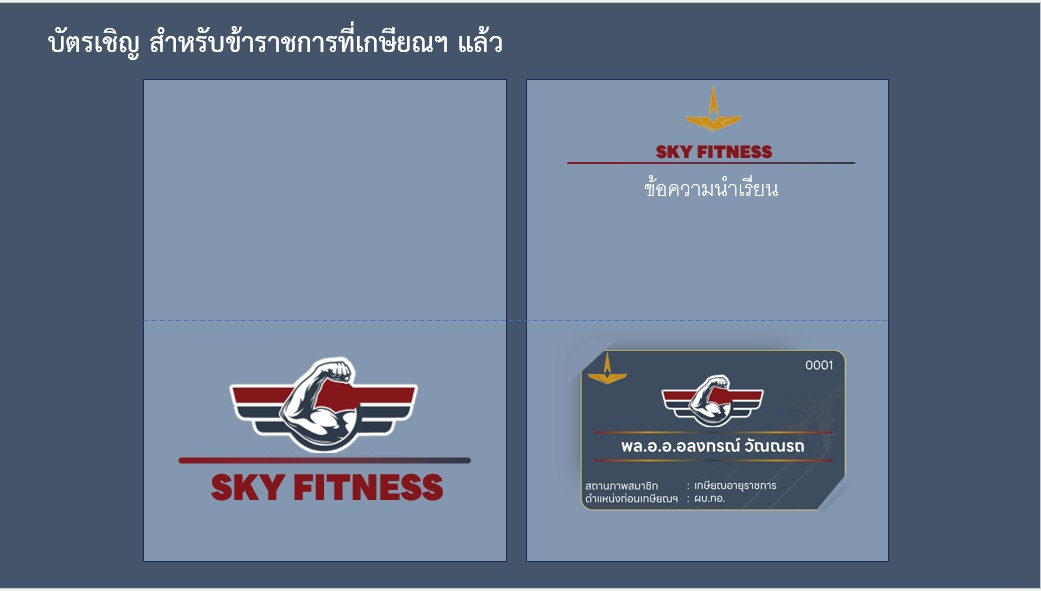 บัตรเชิญ สำหรับข้าราชการที่เกษียณฯ แล้ว
SKY FITNESS
ข้อความนำเรียน
SKY FITNESS
0001
พล.อ.อ.อลงกรณ์ วัณณรถ
สถานภาพสมาชิก : เกษียณอายุราชการ
ตำแหน่งก่อนเกษียณฯ : ผบ.ทอ.